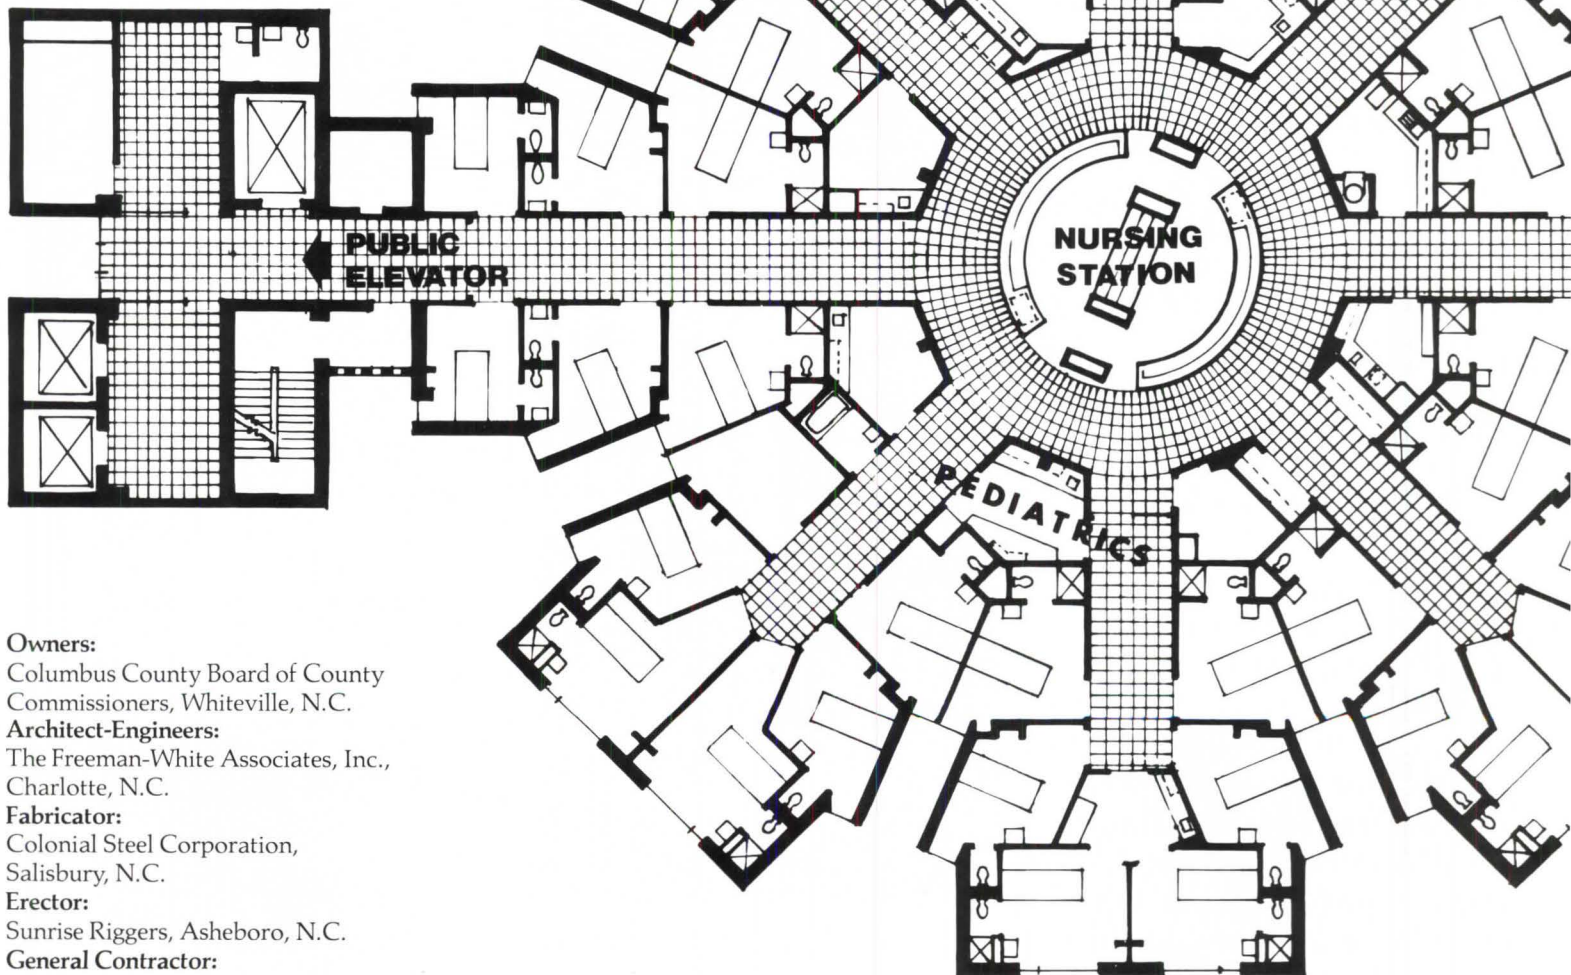 PUBLIC
ELEVATOR
NURSING
STATION
PEDIATRICS
Owners:
Columbus County Board of County
Commissioners, Whiteville, N.C.
Architect-Engineers:
The Freeman-White Associates, Inc.,
Charlotte, N.C.
Fabricator:
Colonial Steel Corporation,
Salisbury, N.C.
Erector:
Sunrise Riggers, Asheboro, N.C.
General Contractor: